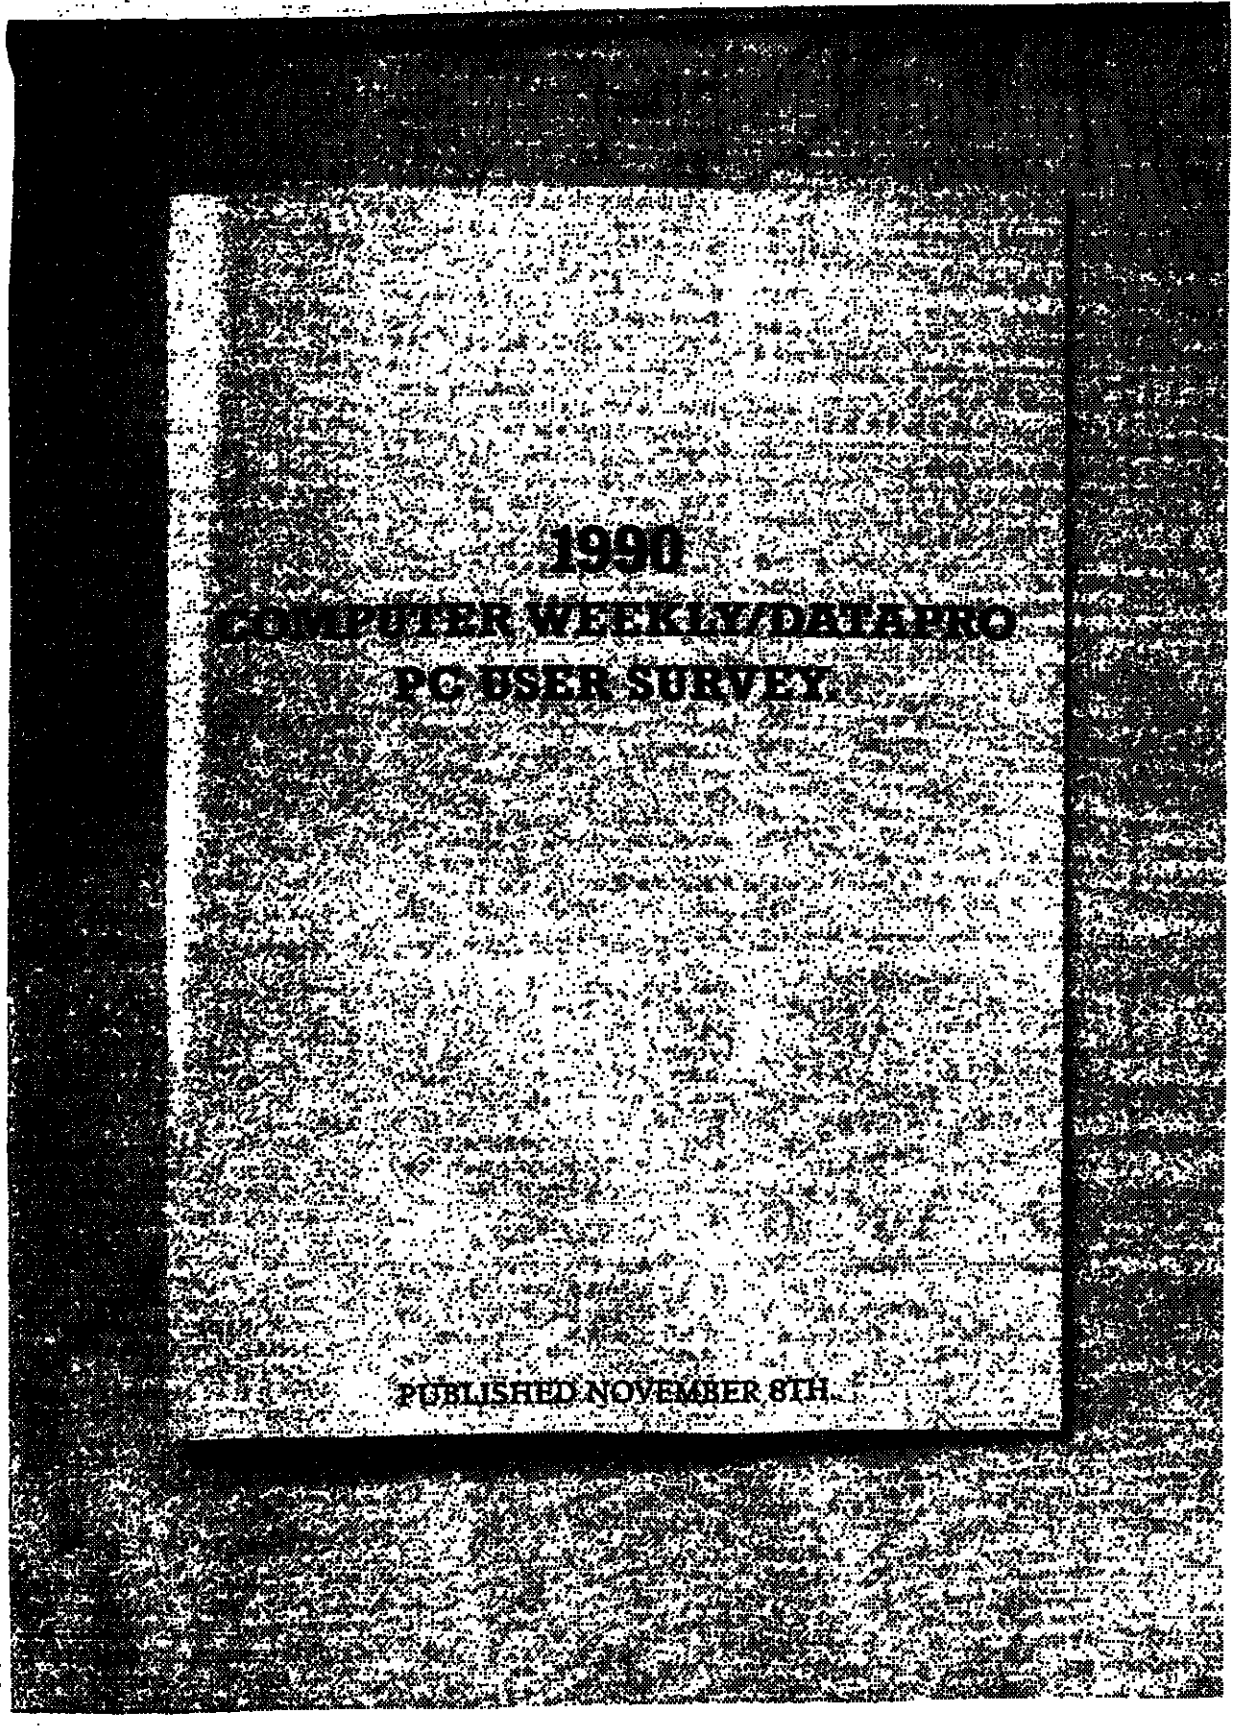 1990
COMPUTER WEEKLY/DATAPRO
PC USER SURVEY.
PUBLISHED NOVEMBER 8TH.